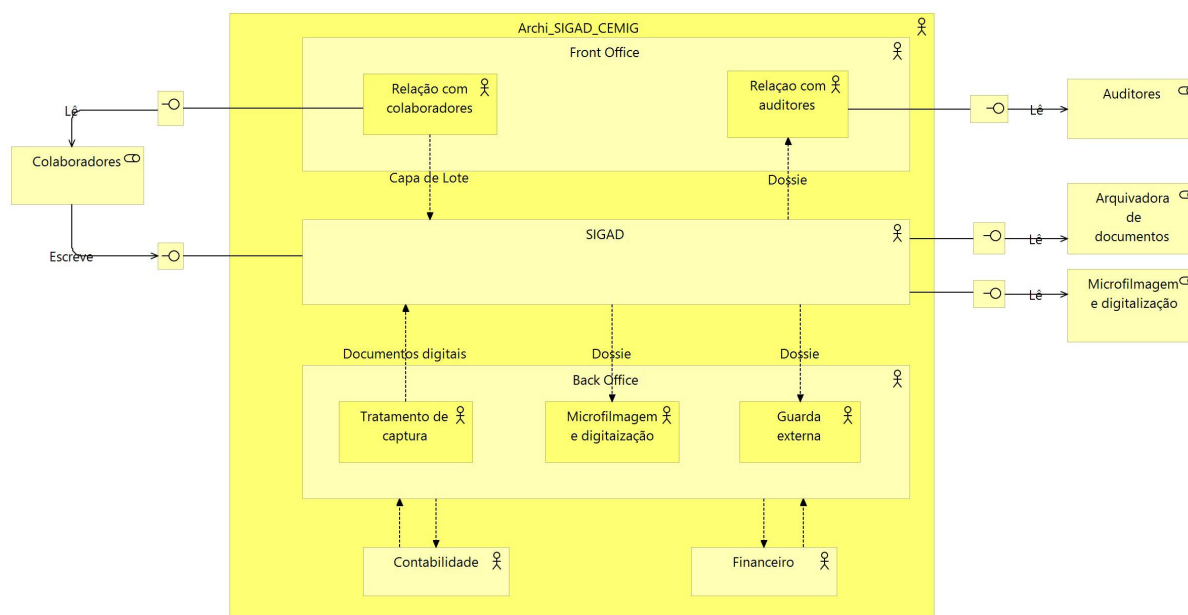 Archi_SIGAD_CEMIG
Front Office
Relação com
colaboradores
Relaçao com
auditores
Auditores
Lê
Lê
Colaboradores
Capa de Lote
Dossie
Arquivadora
de
documentos
SIGAD
Lê
Escreve
Microfilmagem
e digitalização
Lê
Documentos digitais
Dossie
Dossie
Back Office
Tratamento de
captura
Microfilmagem
e digitaização
Guarda
externa
Contabilidade
Financeiro